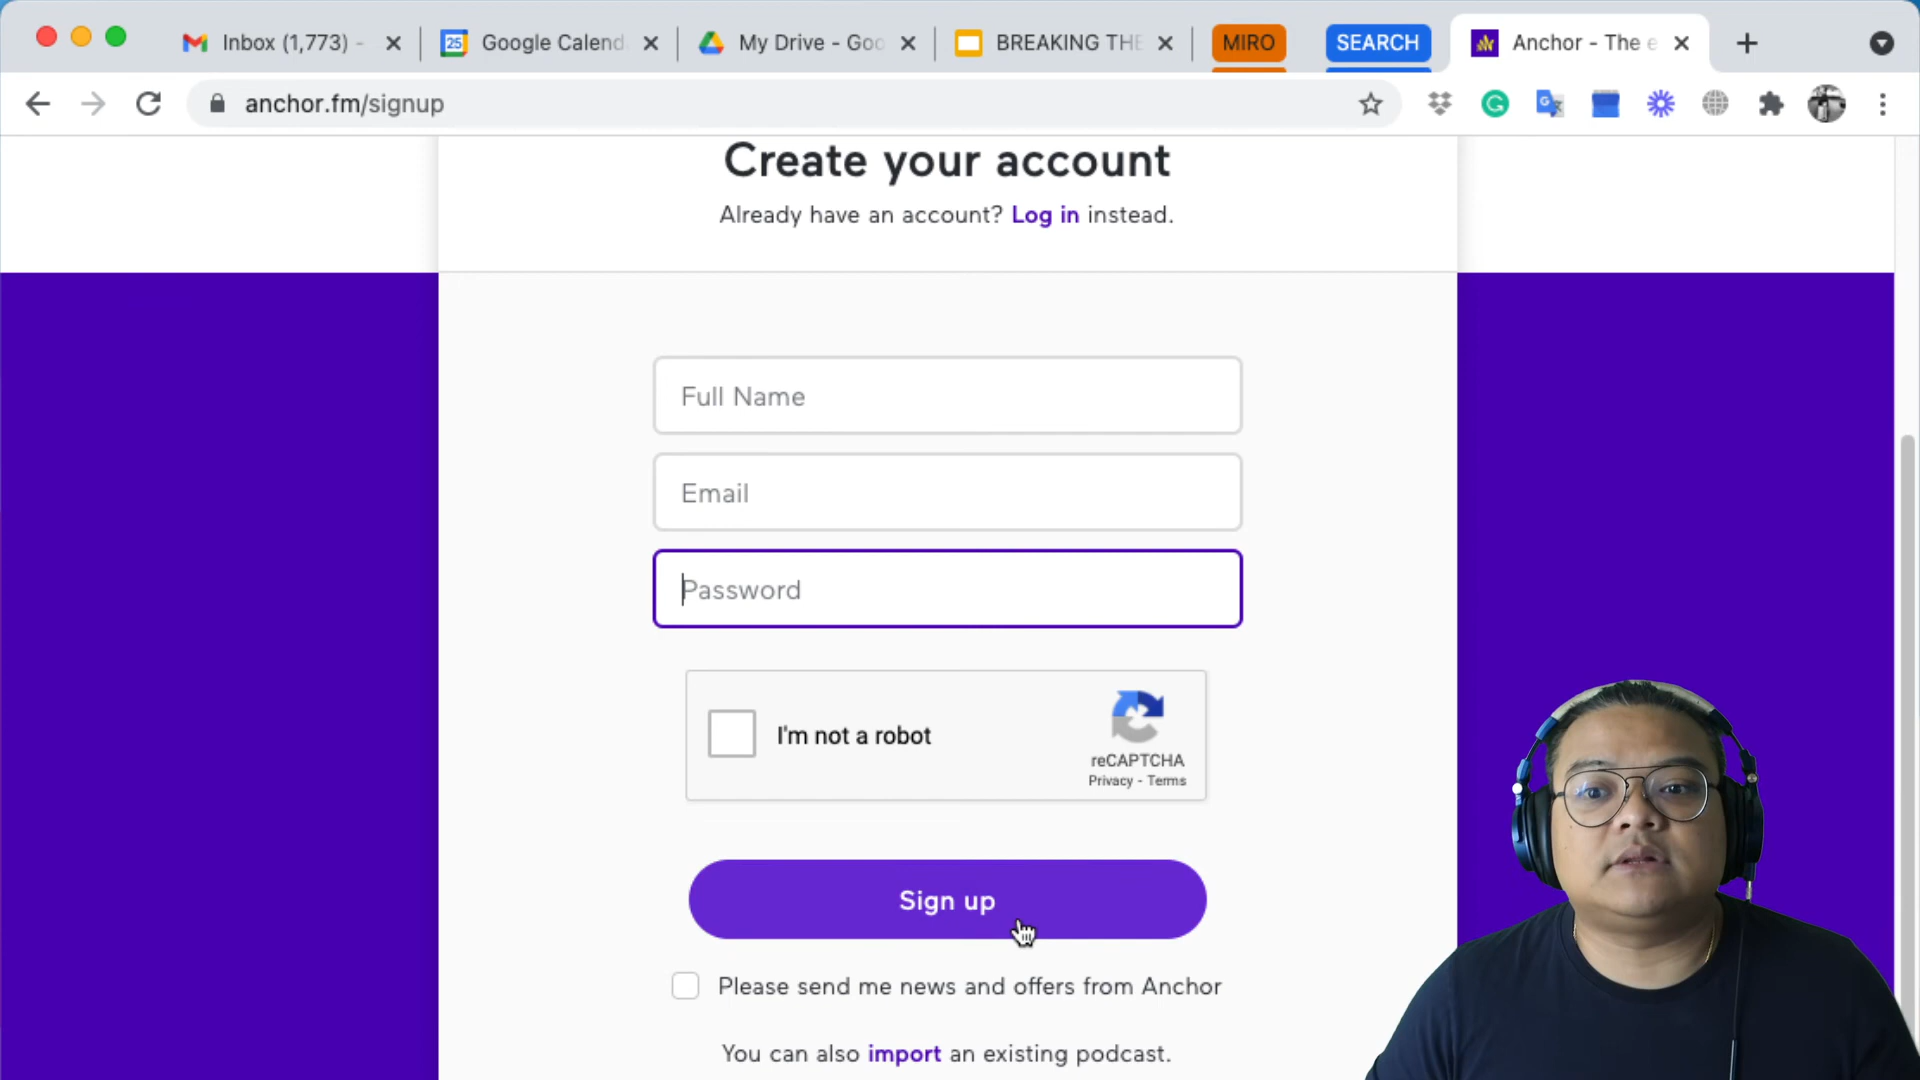 Inbox (1,773) -
Google Calend
My Drive - Goo
BREAKING THE
MIRO
SEARCH
Anchor - The e
anchor.fm/signup
Create your account
Already have an account? Log in instead.
Full Name
Email
Password
I'm not a robot
reCAPTCHA
Privacy - Terms
Sign up
Please send me news and offers from Anchor
You can also import an existing podcast.